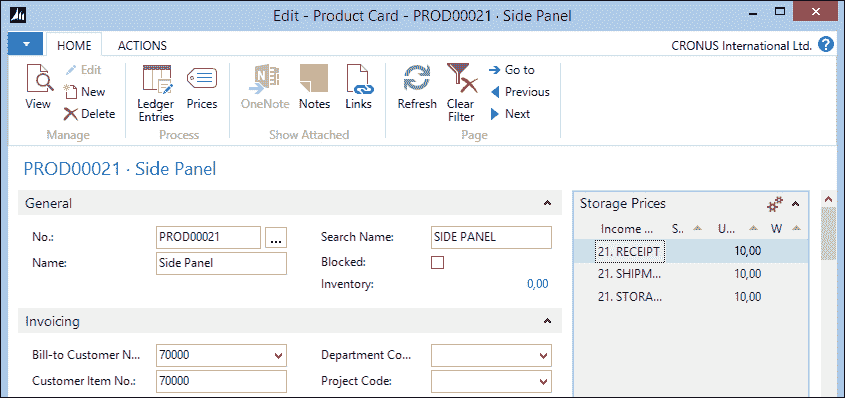 Edit - Product Card - PROD00021 · Side Panel
HOME ACTIONS CRONUS International Ltd.
View Edit New Delete Ledger Entries Prices OneNote Notes Links Refresh Clear Filter Go to Previous Next
Manage Process Show Attached Page
PROD00021 · Side Panel
General
No.: PROD00021 ... Search Name: SIDE PANEL
Name: Side Panel Blocked:
Inventory: 0,00
Invoicing
Bill-to Customer N... 70000 Department Co...
Customer Item No.: 70000 Project Code:
Storage Prices
Income ... S.. U... W
21. RECEIPT 10,00
21. SHIPM... 10,00
21. STORA... 10,00